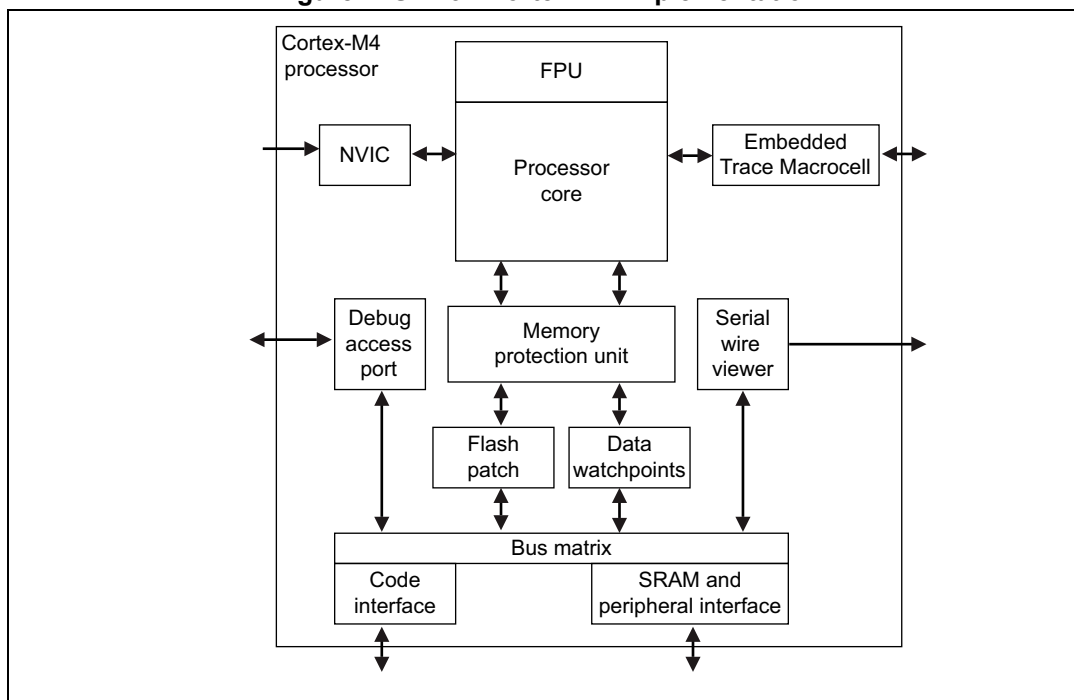 Cortex-M4
processor
FPU
NVIC
Processor
core
Embedded
Trace Macrocell
Debug
access
port
Memory
protection unit
Serial
wire
viewer
Flash
patch
Data
watchpoints
Bus matrix
Code
interface
SRAM and
peripheral interface